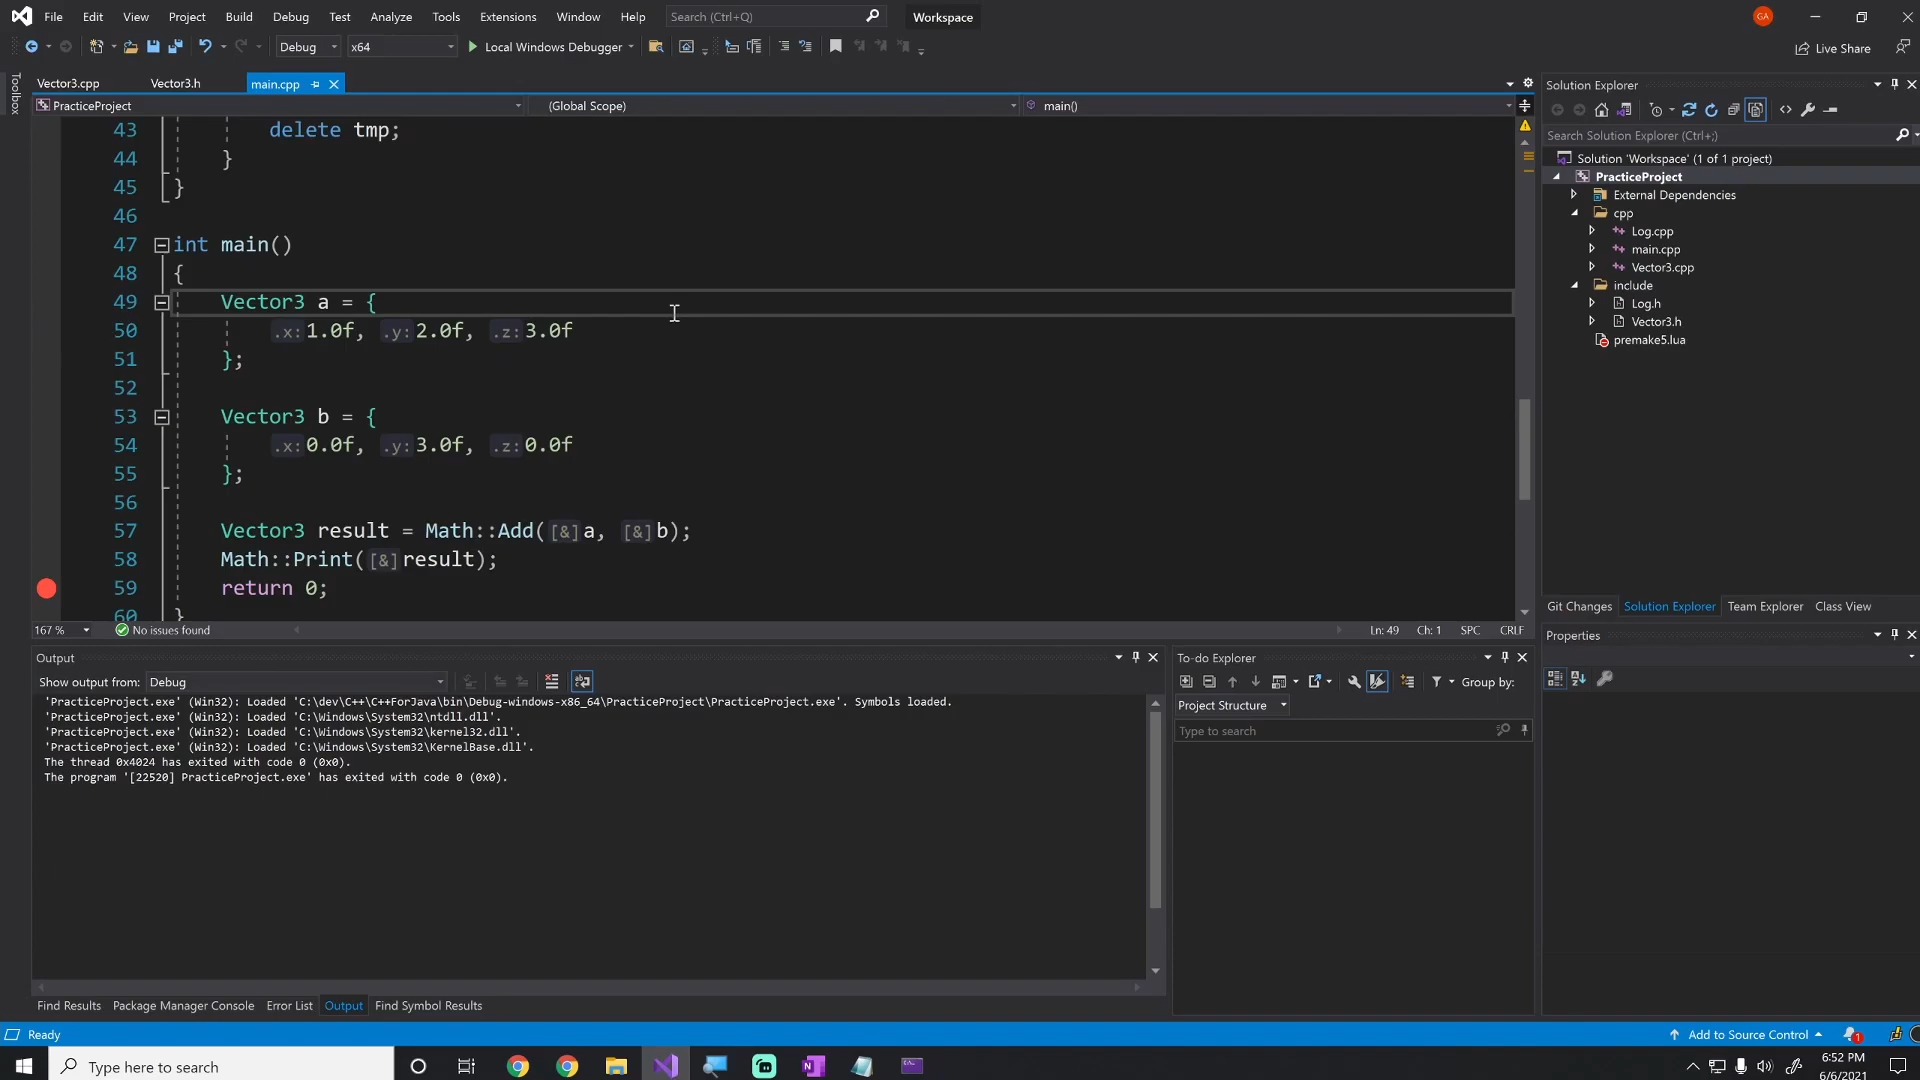 File Edit View Project Build Debug Test Analyze Tools Extensions Window Help Search (Ctrl+Q) Workspace GA
Debug x64 Local Windows Debugger Live Share
Toolbox
Vector3.cpp Vector3.h main.cpp
PracticeProject (Global Scope) main()
43 delete tmp;
44 }
45 }
46
47 int main()
48 {
49 Vector3 a = {
50 .x: 1.0f, .y: 2.0f, .z: 3.0f
51 };
52
53 Vector3 b = {
54 .x: 0.0f, .y: 3.0f, .z: 0.0f
55 };
56
57 Vector3 result = Math::Add([&]a, [&]b);
58 Math::Print([&]result);
59 return 0;
60 }
167 % No issues found Ln: 49 Ch: 1 SPC CRLF
Output
Show output from: Debug
'PracticeProject.exe' (Win32): Loaded 'C:\dev\C++\C++ForJava\bin\Debug-windows-x86_64\PracticeProject\PracticeProject.exe'. Symbols loaded.
'PracticeProject.exe' (Win32): Loaded 'C:\Windows\System32\ntdll.dll'.
'PracticeProject.exe' (Win32): Loaded 'C:\Windows\System32\kernel32.dll'.
'PracticeProject.exe' (Win32): Loaded 'C:\Windows\System32\KernelBase.dll'.
The thread 0x4024 has exited with code 0 (0x0).
The program '[22520] PracticeProject.exe' has exited with code 0 (0x0).
Find Results Package Manager Console Error List Output Find Symbol Results
To-do Explorer
Group by:
Project Structure
Type to search
Solution Explorer
Search Solution Explorer (Ctrl+;)
Solution 'Workspace' (1 of 1 project)
PracticeProject
External Dependencies
cpp
Log.cpp
main.cpp
Vector3.cpp
include
Log.h
Vector3.h
premake5.lua
Git Changes Solution Explorer Team Explorer Class View
Properties
Ready Add to Source Control 1
Type here to search 6:52 PM
6/6/2021